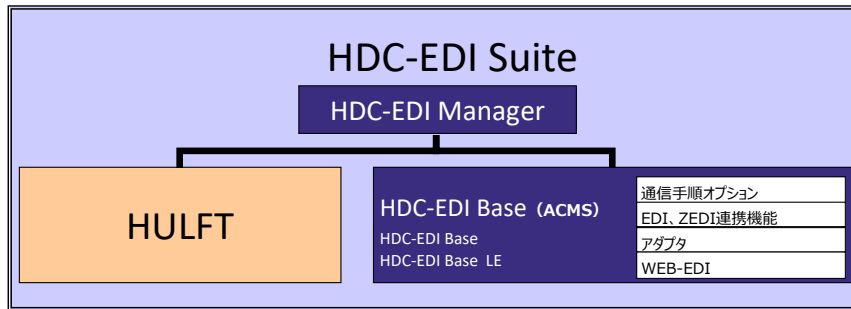 HDC-EDI Suite
HDC-EDI Manager
HULFT
HDC-EDI Base（ACMS）
HDC-EDI Base
HDC-EDI Base LE
通信手順オプション
EDI、ZEDI連携機能
アダプタ
WEB-EDI